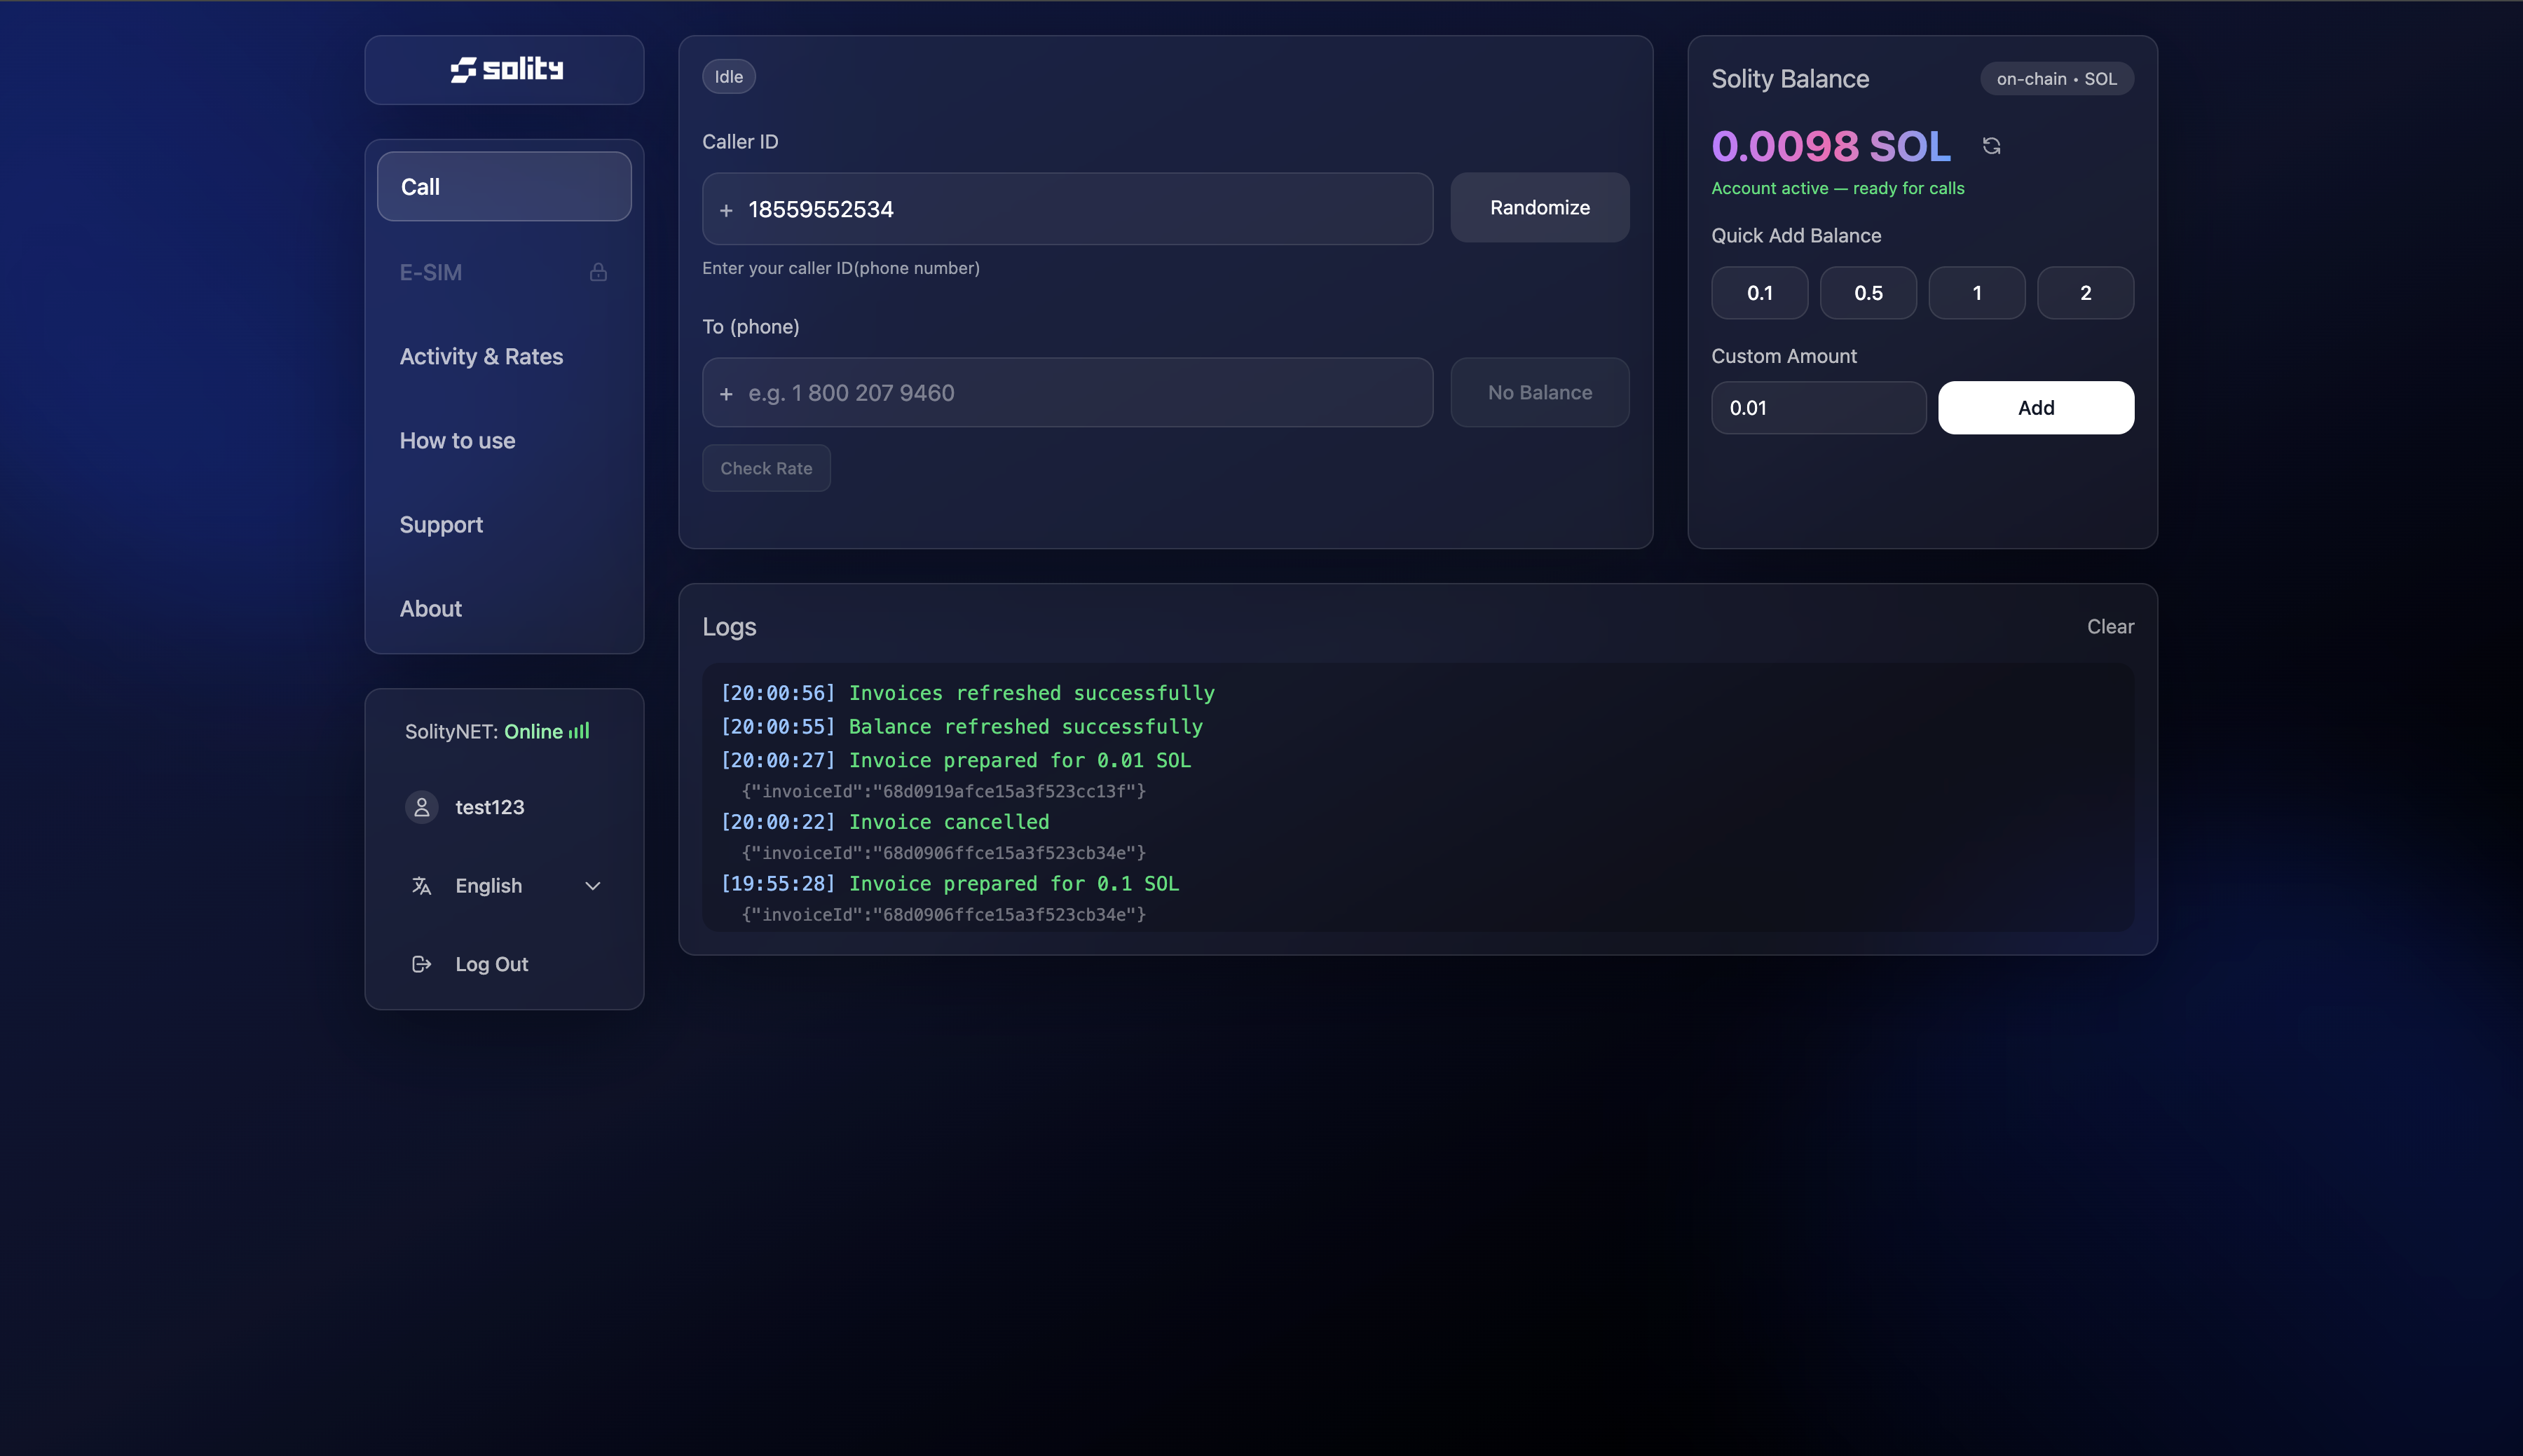 solity
Call
E-SIM
Activity & Rates
How to use
Support
About
SolityNET: Online
test123
English
Log Out
Idle
Caller ID
+ 18559552534
Randomize
Enter your caller ID(phone number)
To (phone)
+ e.g. 1 800 207 9460
No Balance
Check Rate
Solity Balance
on-chain • SOL
0.0098 SOL
Account active — ready for calls
Quick Add Balance
0.1 0.5 1 2
Custom Amount
0.01
Add
Logs
Clear
[20:00:56] Invoices refreshed successfully
[20:00:55] Balance refreshed successfully
[20:00:27] Invoice prepared for 0.01 SOL
{"invoiceId":"68d0919afce15a3f523cc13f"}
[20:00:22] Invoice cancelled
{"invoiceId":"68d0906ffce15a3f523cb34e"}
[19:55:28] Invoice prepared for 0.1 SOL
{"invoiceId":"68d0906ffce15a3f523cb34e"}